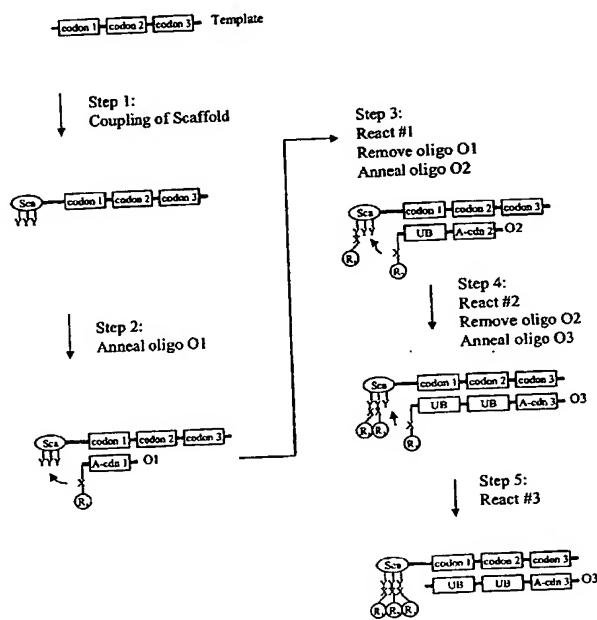 codon 1 codon 2 codon 3 Template
Step 1:
Coupling of Scaffold
Sca codon 1 codon 2 codon 3
Y Y Y
Step 2:
Anneal oligo O1
Sca codon 1 codon 2 codon 3
Y Y Y
A-cdn 1 O1
X
Step 3:
React #1
Remove oligo O1
Anneal oligo O2
Sca codon 1 codon 2 codon 3
UB A-cdn 2 O2
Step 4:
React #2
Remove oligo O2
Anneal oligo O3
Sca codon 1 codon 2 codon 3
UB UB A-cdn 3 O3
Step 5:
React #3
Sca codon 1 codon 2 codon 3
UB UB A-cdn 3 O3